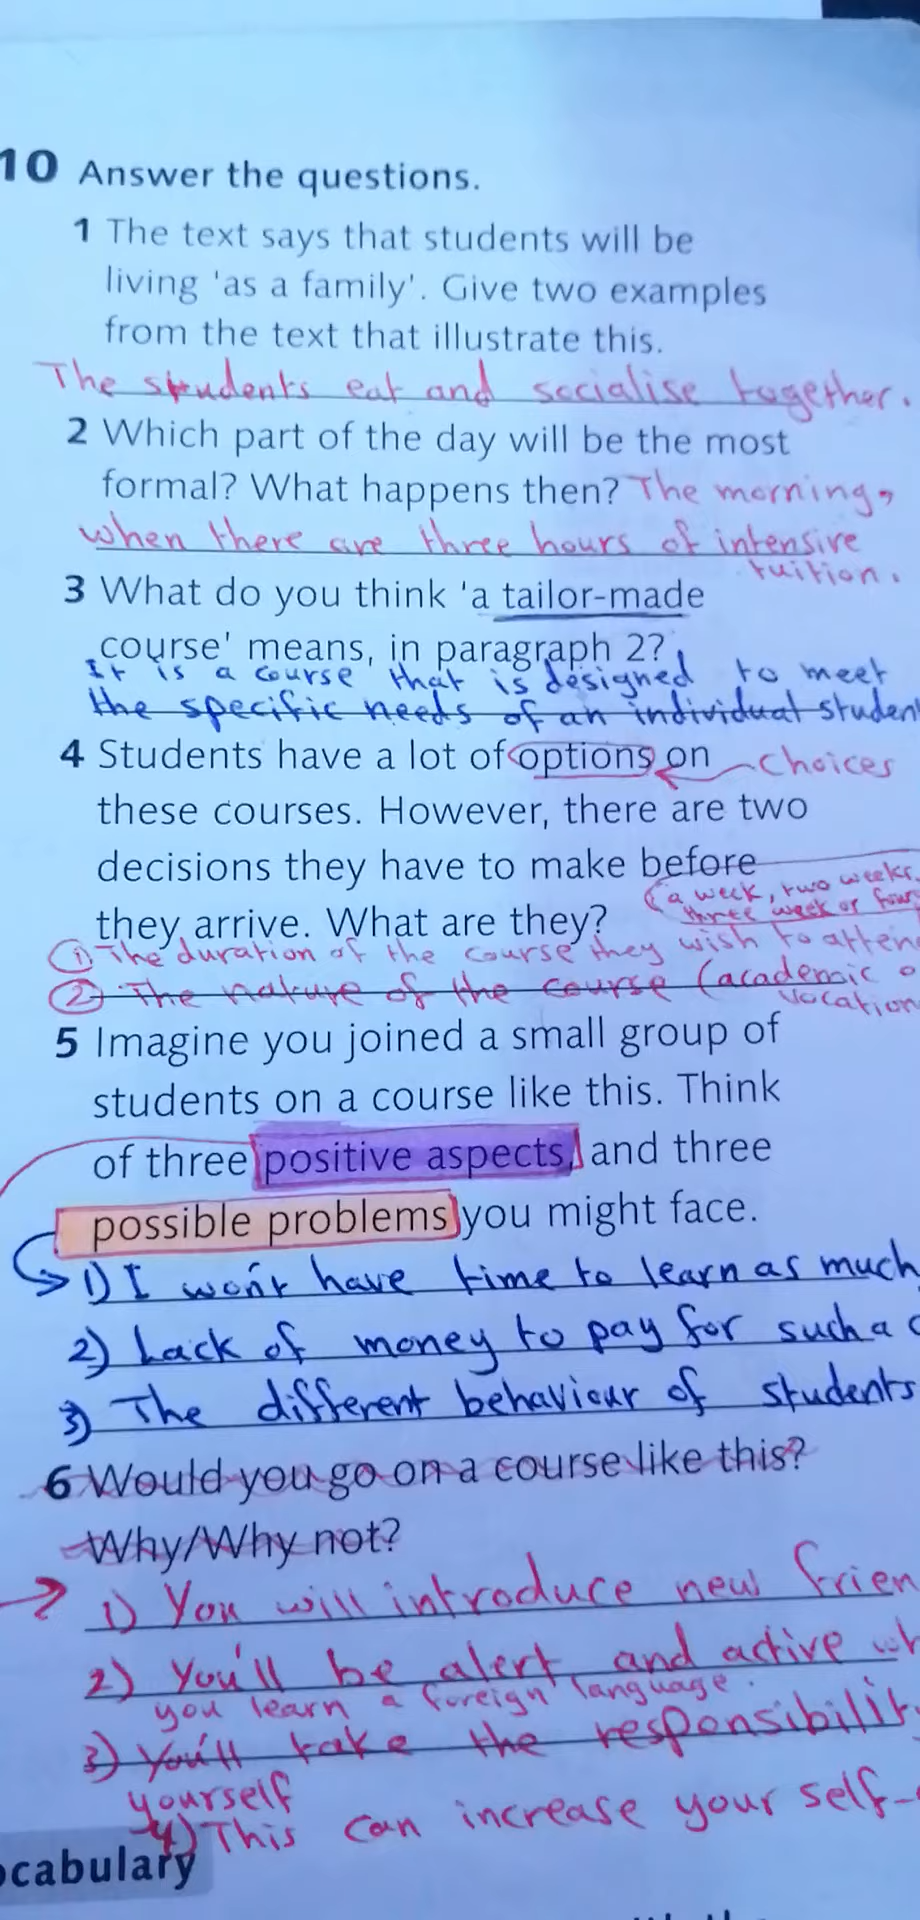 10 Answer the questions.
1 The text says that students will be
living 'as a family'. Give two examples
from the text that illustrate this.
The students eat and socialise together.
2 Which part of the day will be the most
formal? What happens then? The morning,
when there are three hours of intensive
tuition.
3 What do you think 'a tailor-made
course' means, in paragraph 2?
It is a course that is designed to meet
the specific needs of an individual studen
4 Students have a lot of options on choices
these courses. However, there are two
decisions they have to make before
(a week, two weeks,
they arrive. What are they? three week or four
① The duration of the course they wish to atten
② The nature of the course (academic o
vocation
5 Imagine you joined a small group of
students on a course like this. Think
of three positive aspects, and three
possible problems you might face.
1) I won't have time to learn as much
2) Lack of money to pay for such a c
3) The different behaviour of students
6 Would you go on a course like this?
Why/Why not?
1) You will introduce new frien
2) You'll be alert and active wh
you learn a foreign language.
3) You'll take the responsibilit
yourself
4) This can increase your self-
ocabulary